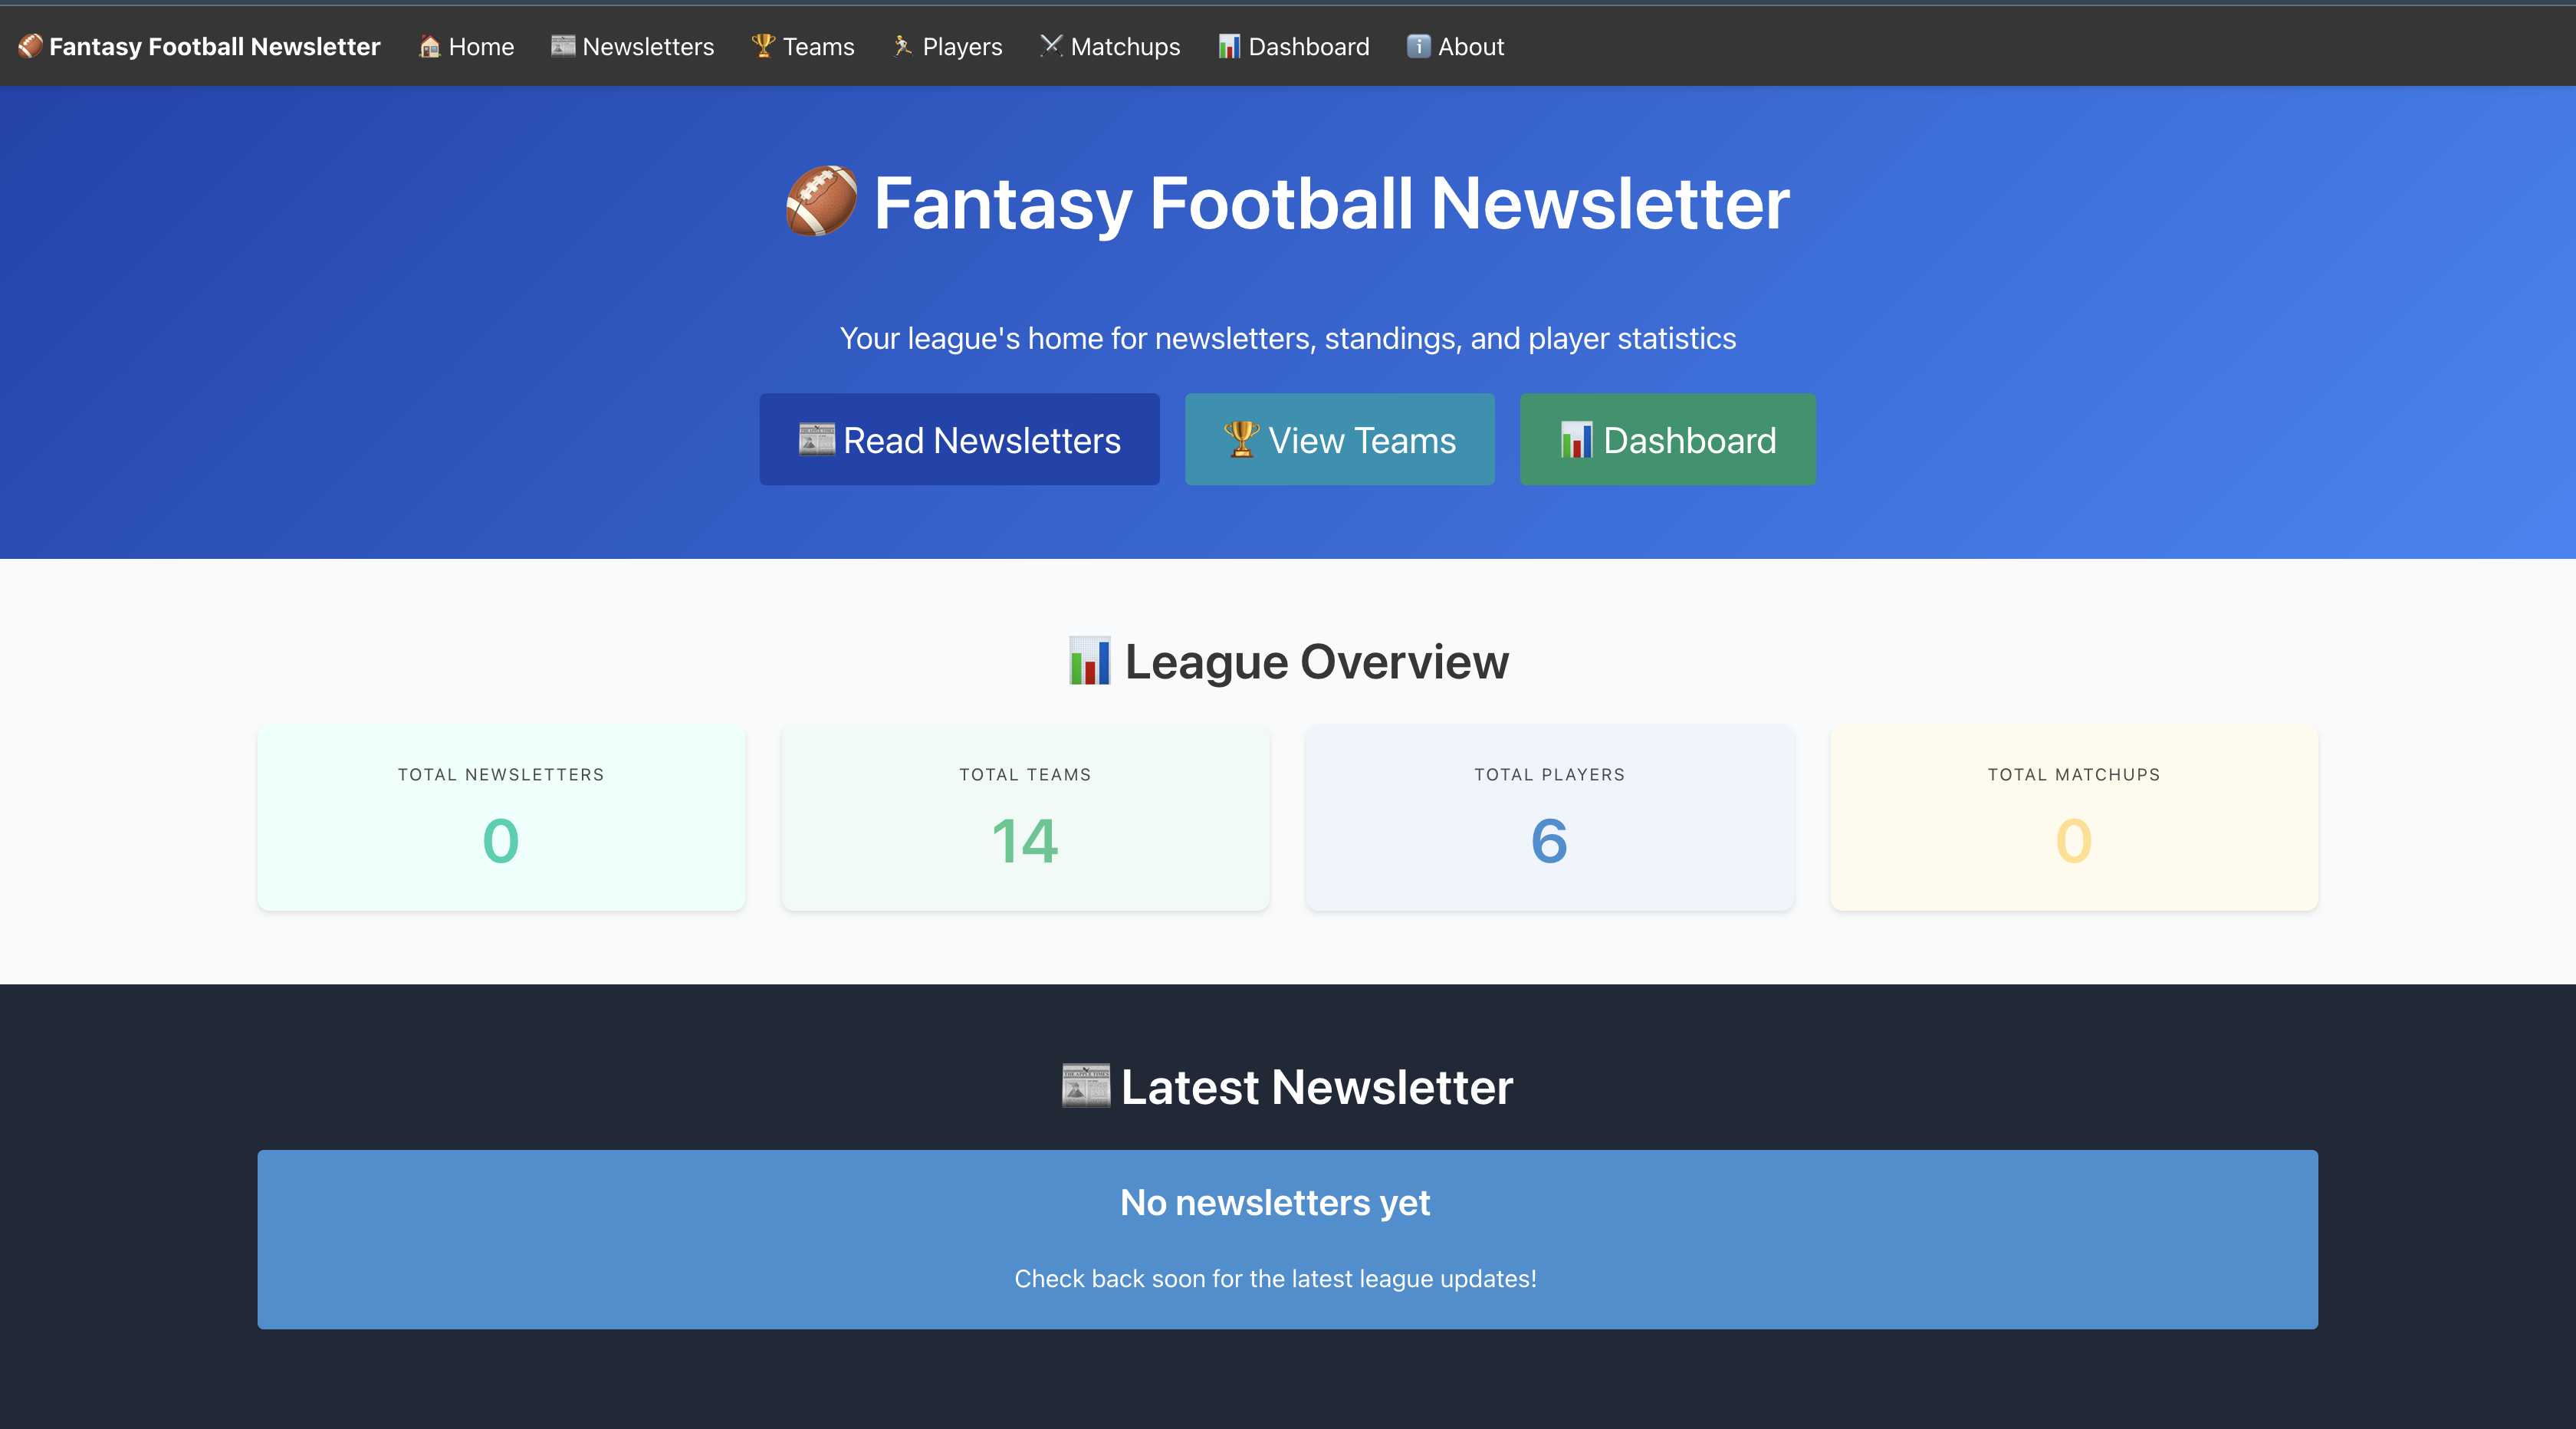 Fantasy Football Newsletter Home Newsletters Teams Players Matchups Dashboard About
Fantasy Football Newsletter
Your league's home for newsletters, standings, and player statistics
Read Newsletters View Teams Dashboard
League Overview
TOTAL NEWSLETTERS TOTAL TEAMS TOTAL PLAYERS TOTAL MATCHUPS
0 14 6 0
Latest Newsletter
No newsletters yet
Check back soon for the latest league updates!